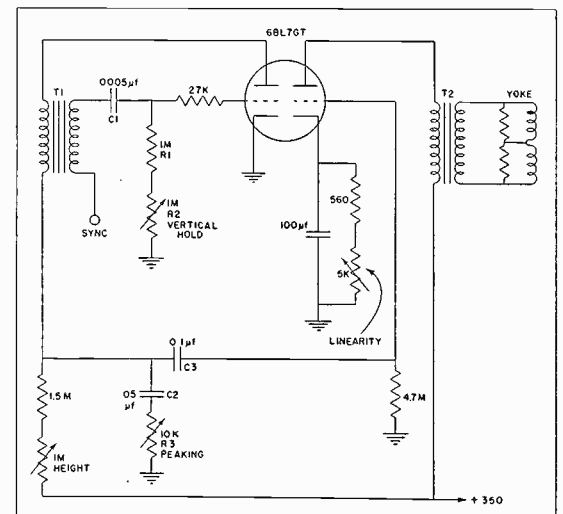 6BL7GT
.0005µf
C1
T1
27K
1M
R1
1M
R2
VERTICAL
HOLD
SYNC
100µf
560
5K
LINEARITY
T2
YOKE
0.1µf
C3
.05
µf
C2
10K
R3
PEAKING
1.5M
1M
HEIGHT
4.7M
+ 350